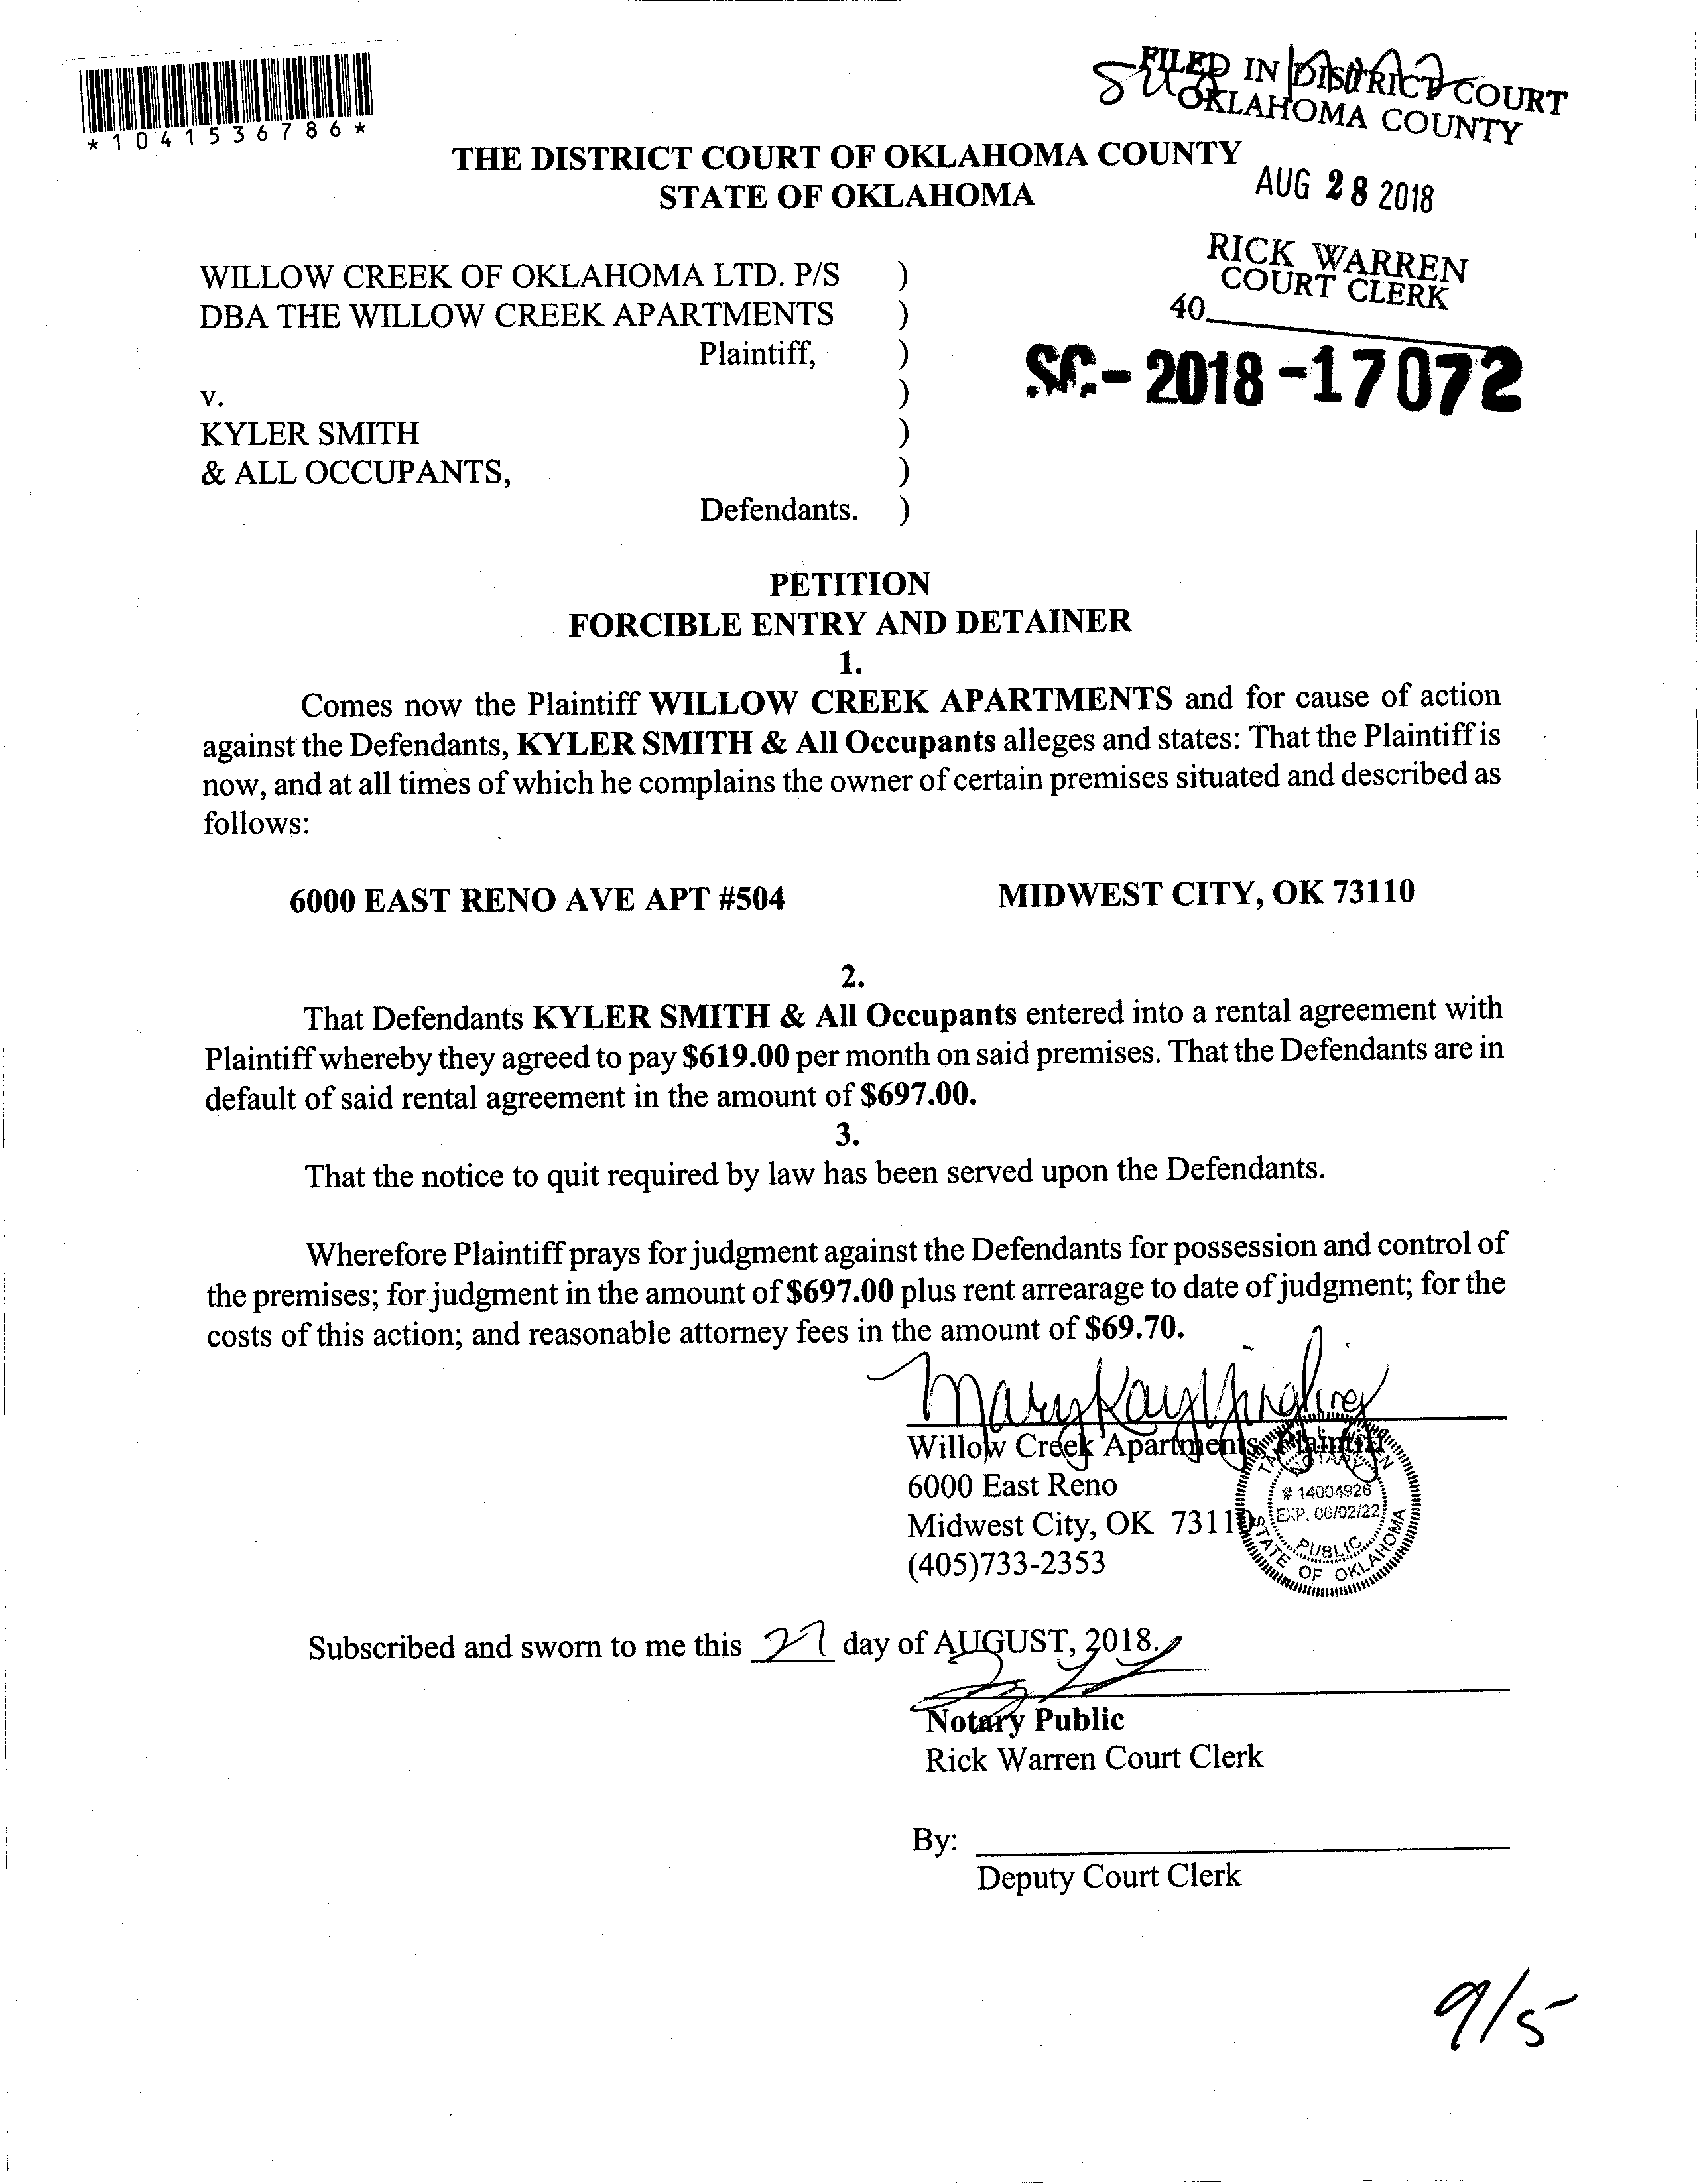 *1041536786*
FILED IN DISTRICT COURT
OKLAHOMA COUNTY
THE DISTRICT COURT OF OKLAHOMA COUNTY
STATE OF OKLAHOMA
AUG 28 2018
RICK WARREN
COURT CLERK
40
SC-2018-17072
WILLOW CREEK OF OKLAHOMA LTD. P/S )
DBA THE WILLOW CREEK APARTMENTS )
Plaintiff, )
v. )
KYLER SMITH )
& ALL OCCUPANTS, )
Defendants. )
PETITION
FORCIBLE ENTRY AND DETAINER
1.
Comes now the Plaintiff WILLOW CREEK APARTMENTS and for cause of action
against the Defendants, KYLER SMITH & All Occupants alleges and states: That the Plaintiff is
now, and at all times of which he complains the owner of certain premises situated and described as
follows:
6000 EAST RENO AVE APT #504 MIDWEST CITY, OK 73110
2.
That Defendants KYLER SMITH & All Occupants entered into a rental agreement with
Plaintiff whereby they agreed to pay $619.00 per month on said premises. That the Defendants are in
default of said rental agreement in the amount of $697.00.
3.
That the notice to quit required by law has been served upon the Defendants.
Wherefore Plaintiff prays for judgment against the Defendants for possession and control of
the premises; for judgment in the amount of $697.00 plus rent arrearage to date of judgment; for the
costs of this action; and reasonable attorney fees in the amount of $69.70.
Mary Kay
Willow Creek Apartments, Plaintiff
6000 East Reno
Midwest City, OK 73110
(405)733-2353
NOTARY
# 14004926
EXP. 06/02/22
PUBLIC
STATE OF OKLAHOMA
Subscribed and sworn to me this 27 day of AUGUST, 2018.
Notary Public
Rick Warren Court Clerk
By:
Deputy Court Clerk
9/5